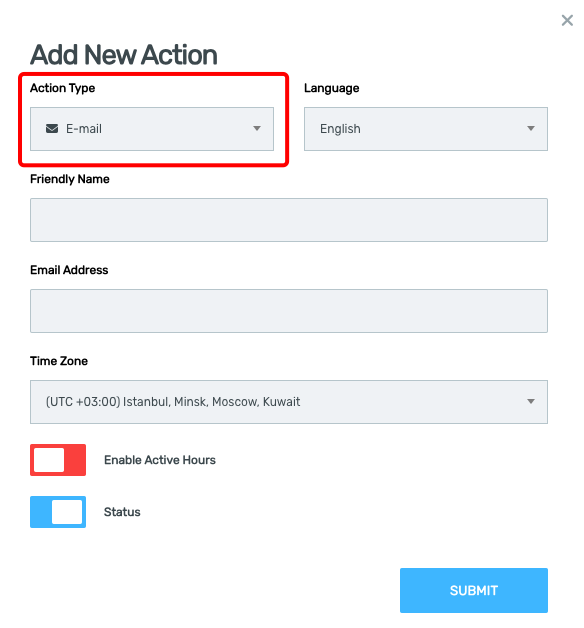 Add New Action
Action Type
Language
E-mail
English
Friendly Name
Email Address
Time Zone
(UTC +03:00) Istanbul, Minsk, Moscow, Kuwait
Enable Active Hours
Status
SUBMIT